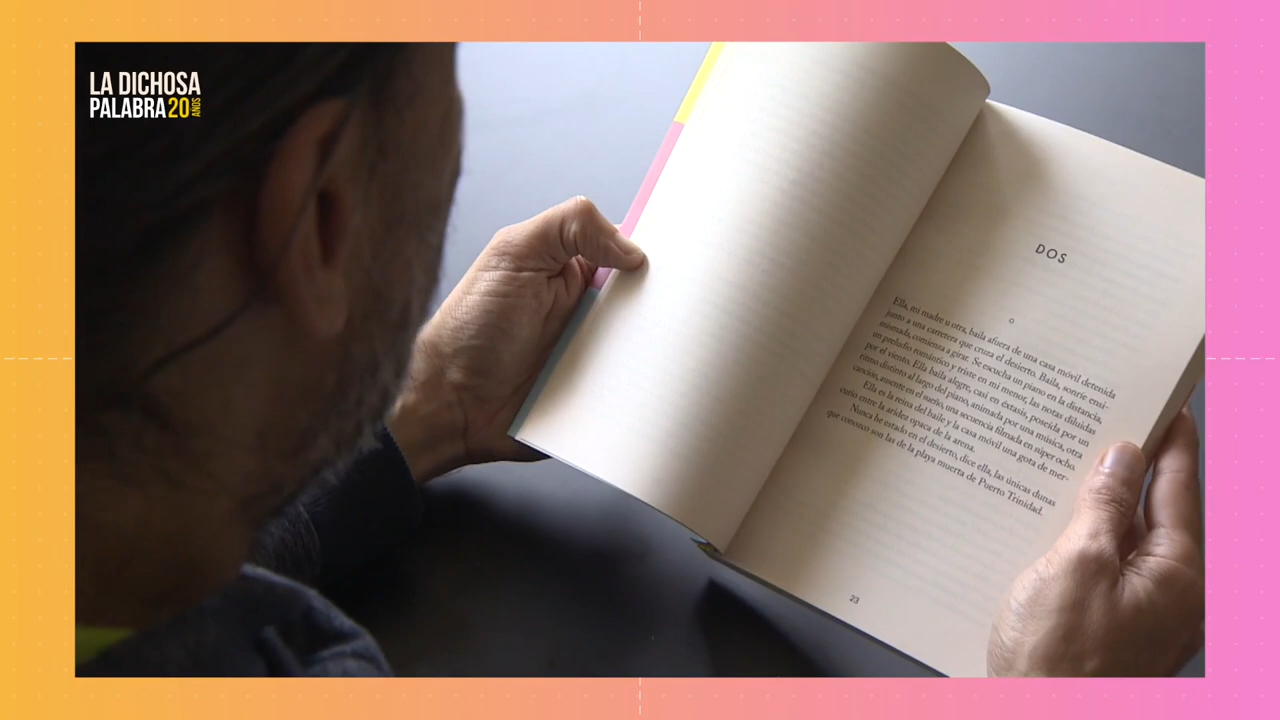 LA DICHOSA
PALABRA 20 AÑOS
DOS
Ella, mi madre u otra, baila afuera de una casa móvil detenida
junto a una carretera que cruza el desierto. Baila, sonríe ensi-
mismada, comienza a girar. Se escucha un piano en la distancia,
un preludio romántico y triste en mi menor, las notas diluidas
por el viento. Ella baila alegre, casi en éxtasis, poseída por un
ritmo distinto al largo del piano, animada por una música, otra
canción, ausente en el sueño, una secuencia filmada en súper ocho.
Ella es la reina del baile y la casa móvil una gota de mer-
curio entre la aridez opaca de la arena.
Nunca he estado en el desierto, dice ella, las únicas dunas
que conozco son las de la playa muerta de Puerto Trinidad.
23